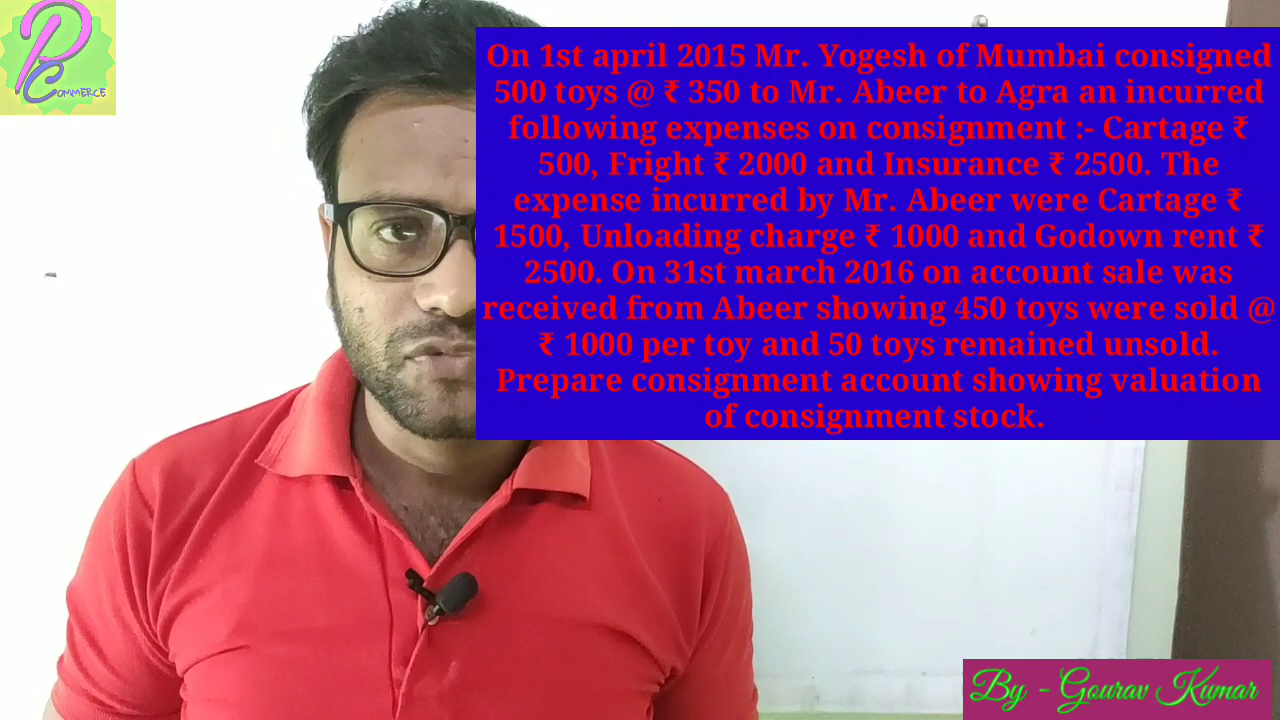 PC
OMMERCE
On 1st april 2015 Mr. Yogesh of Mumbai consigned
500 toys @ ₹ 350 to Mr. Abeer to Agra an incurred
following expenses on consignment :- Cartage ₹
500, Fright ₹ 2000 and Insurance ₹ 2500. The
expense incurred by Mr. Abeer were Cartage ₹
1500, Unloading charge ₹ 1000 and Godown rent ₹
2500. On 31st march 2016 on account sale was
received from Abeer showing 450 toys were sold @
₹ 1000 per toy and 50 toys remained unsold.
Prepare consignment account showing valuation
of consignment stock.
By - Gourav Kumar